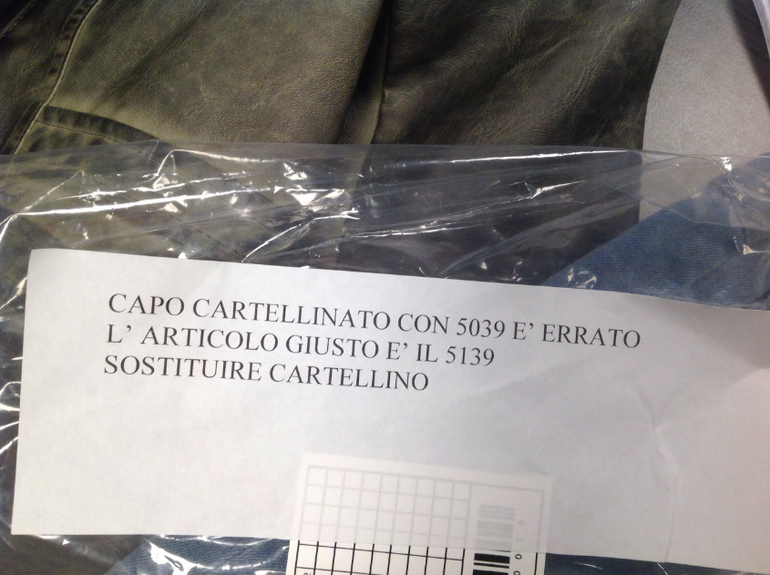 CAPO CARTELLINATO CON 5039 E' ERRATO
L' ARTICOLO GIUSTO E' IL 5139
SOSTITUIRE CARTELLINO